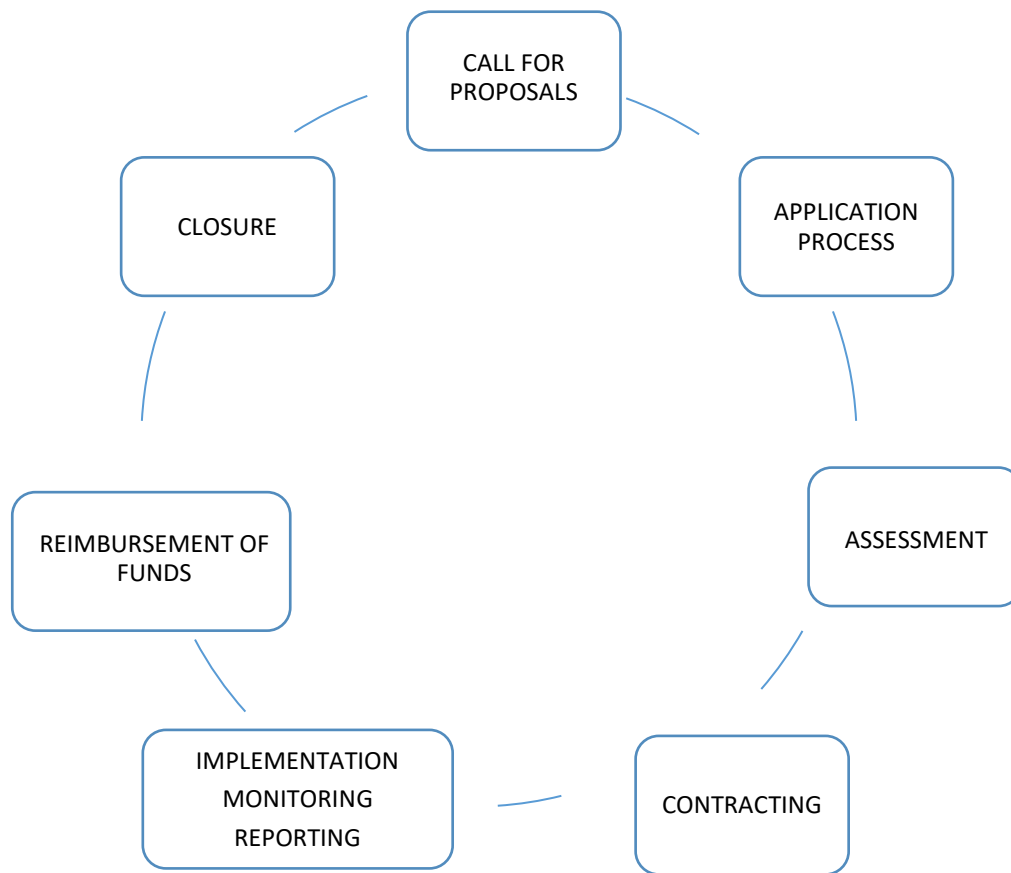 CALL FOR
PROPOSALS
APPLICATION
PROCESS
ASSESSMENT
CONTRACTING
IMPLEMENTATION
MONITORING
REPORTING
REIMBURSEMENT OF
FUNDS
CLOSURE